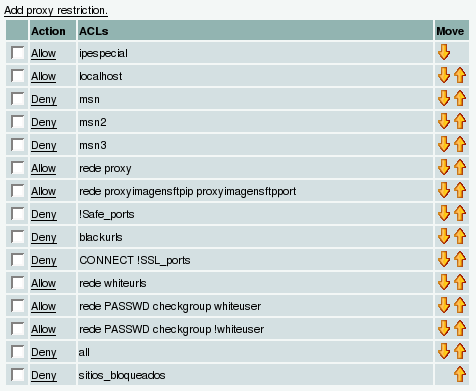 Add proxy restriction.
Action ACLs Move
Allow ipespecial
Allow localhost
Deny msn
Deny msn2
Deny msn3
Allow rede proxy
Allow rede proxyimagensftpip proxyimagensftpport
Deny !Safe_ports
Deny blackurls
Deny CONNECT !SSL_ports
Allow rede whiteurls
Allow rede PASSWD checkgroup whiteuser
Allow rede PASSWD checkgroup !whiteuser
Deny all
Deny sitios_bloqueados